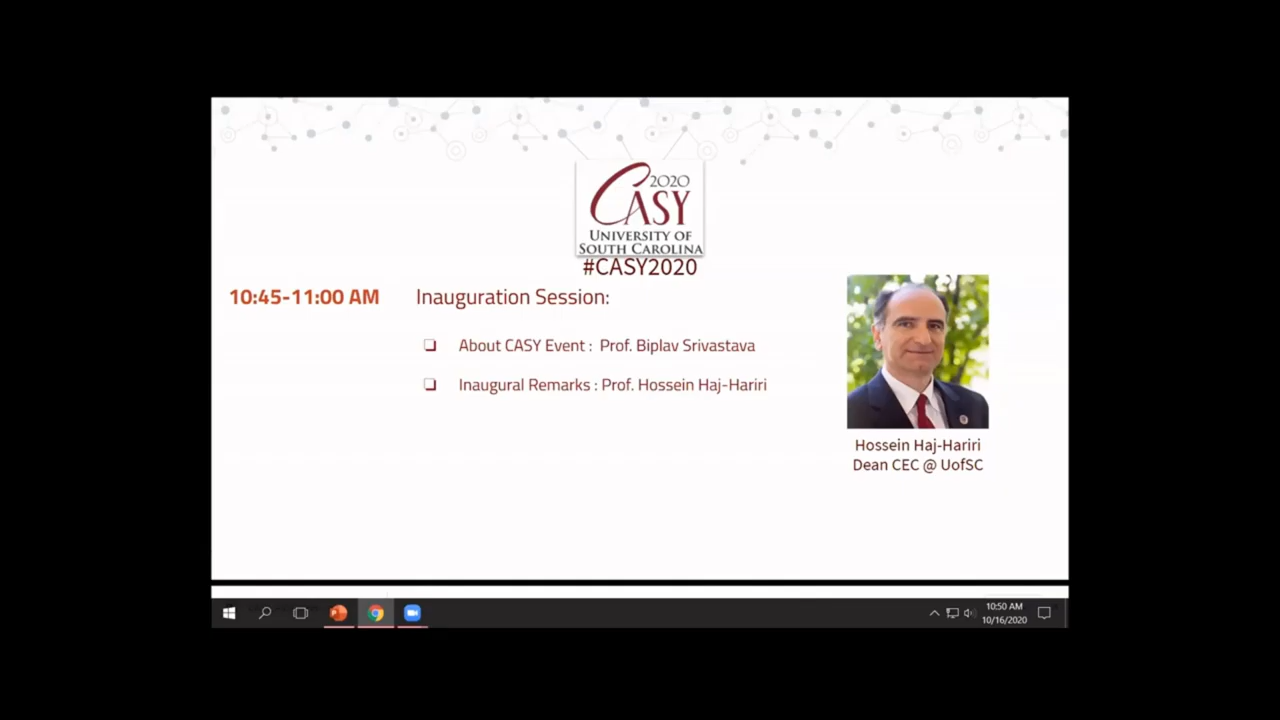 2020
CASY
UNIVERSITY OF
SOUTH CAROLINA
#CASY2020
10:45-11:00 AM
Inauguration Session:
❑ About CASY Event : Prof. Biplav Srivastava
❑ Inaugural Remarks : Prof. Hossein Haj-Hariri
Hossein Haj-Hariri
Dean CEC @ UofSC
10:50 AM
10/16/2020